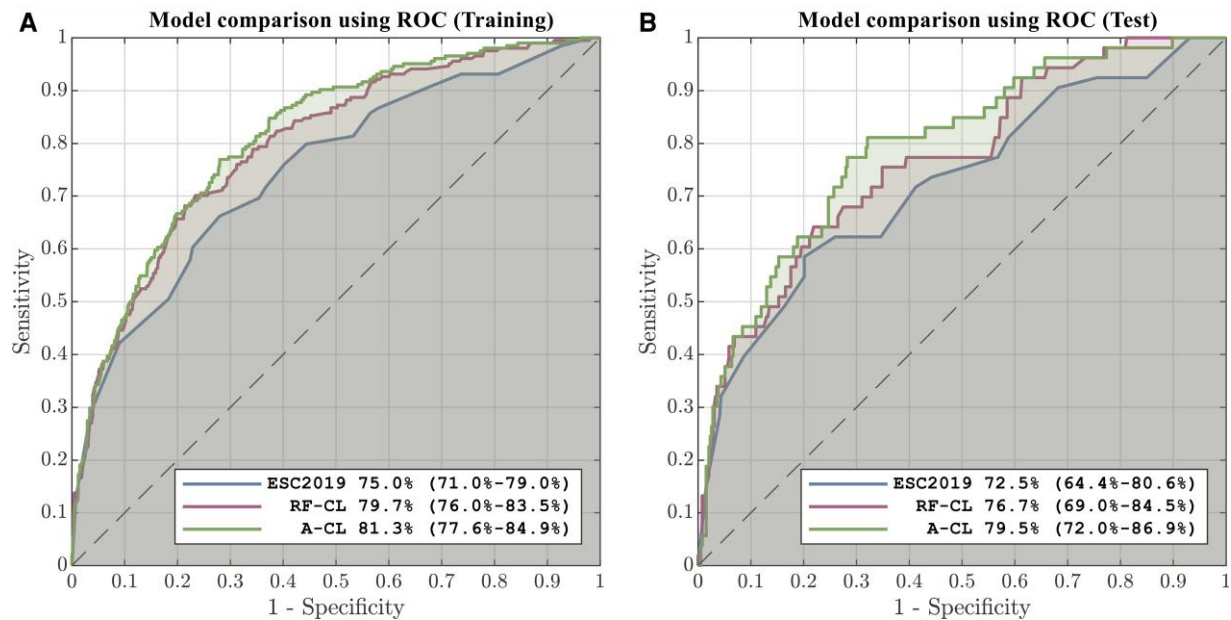 A
Model comparison using ROC (Training)
1
0.9
0.8
0.7
0.6
0.5
0.4
0.3
0.2
0.1
0
Sensitivity
ESC2019 75.0% (71.0%-79.0%)
RF-CL 79.7% (76.0%-83.5%)
A-CL 81.3% (77.6%-84.9%)
0 0.1 0.2 0.3 0.4 0.5 0.6 0.7 0.8 0.9 1
1 - Specificity
B
Model comparison using ROC (Test)
1
0.9
0.8
0.7
0.6
0.5
0.4
0.3
0.2
0.1
0
Sensitivity
ESC2019 72.5% (64.4%-80.6%)
RF-CL 76.7% (69.0%-84.5%)
A-CL 79.5% (72.0%-86.9%)
0 0.1 0.2 0.3 0.4 0.5 0.6 0.7 0.8 0.9 1
1 - Specificity